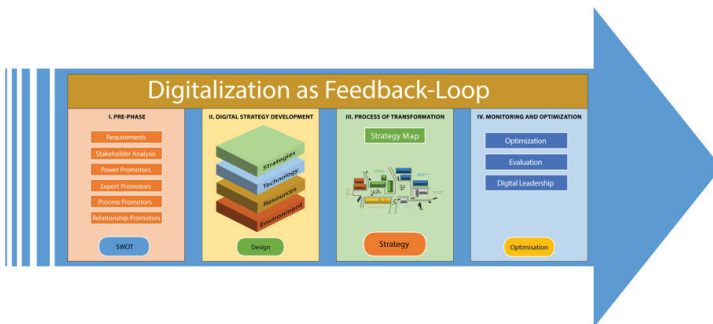 Digitalization as Feedback-Loop
I. PRE-PHASE
Requirements
Stakeholder Analysis
Power Promotors
Expert Promotors
Process Promotors
Relationship Promotors
SWOT
II. DIGITAL STRATEGY DEVELOPMENT
Strategies
Technology
Resources
Environment
Design
III. PROCESS OF TRANSFORMATION
Strategy Map
Strategy
IV. MONITORING AND OPTIMIZATION
Optimization
Evaluation
Digital Leadership
Optimisation